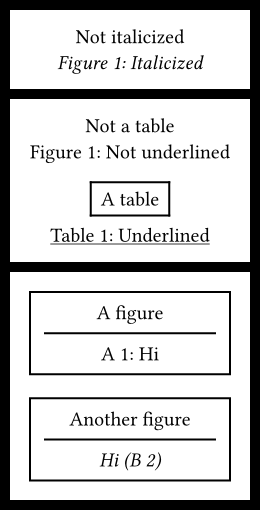 Not italicized
Figure 1: Italicized
Not a table
Figure 1: Not underlined
A table
Table 1: Underlined
A figure
A 1: Hi
Another figure
Hi (B 2)